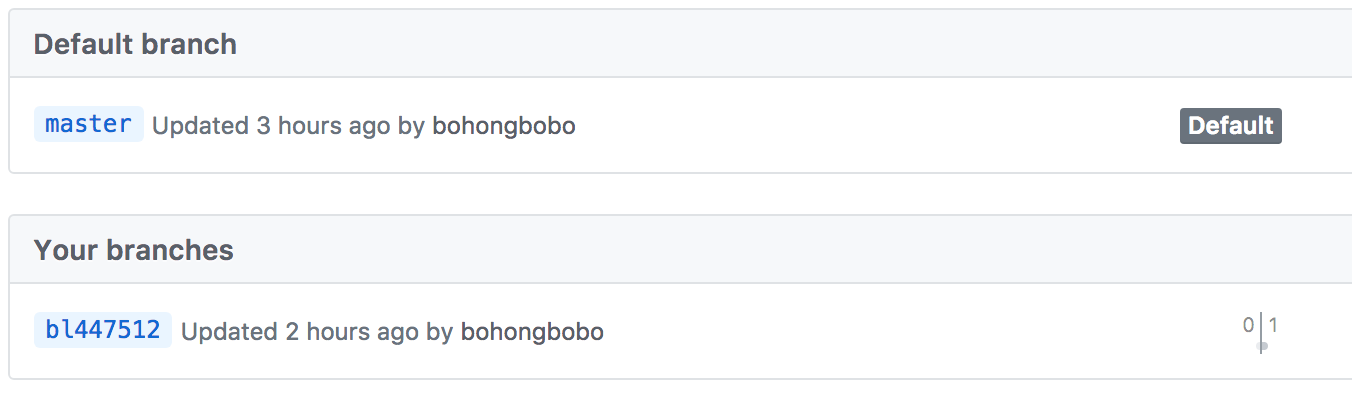 Default branch
master Updated 3 hours ago by bohongbobo Default
Your branches
bl447512 Updated 2 hours ago by bohongbobo 0 1